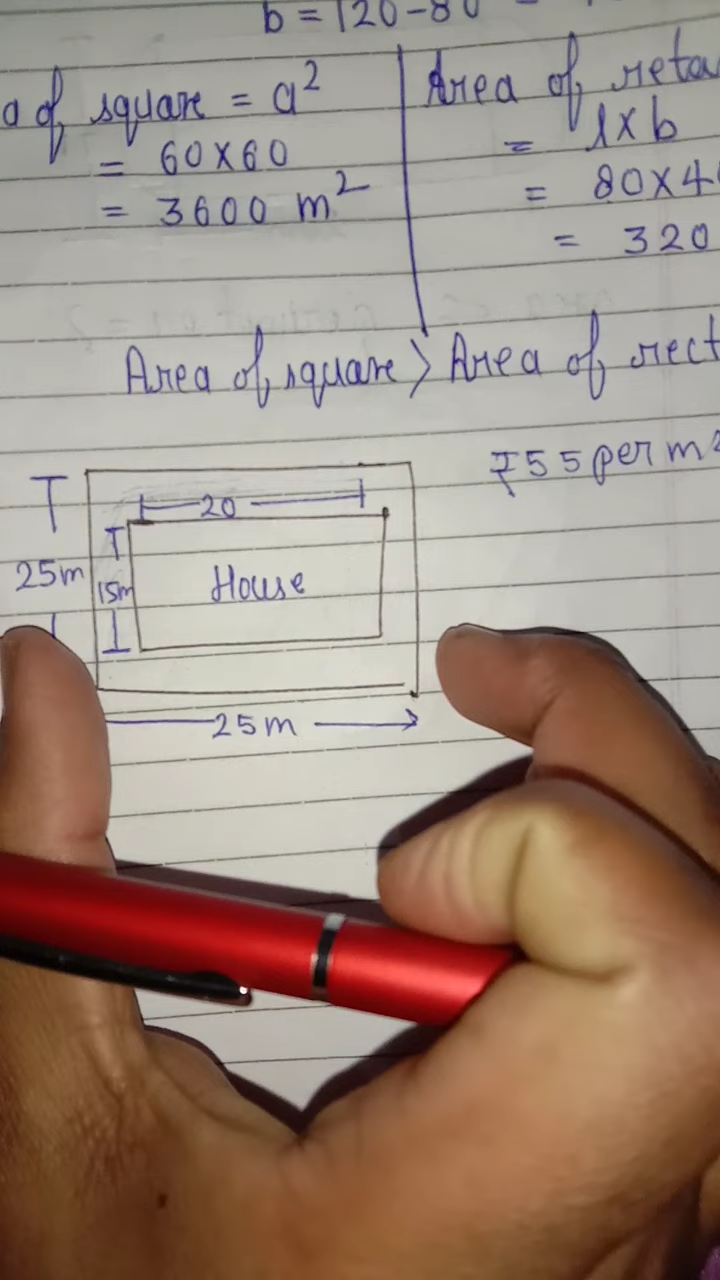 b = 120 - 80
of square = a²
= 60 × 60
= 3600 m²
Area of
= l × b
= 80 × 4
= 320
Area of square > Area of rect
₹55 per m²
20
25m
15m
House
25m